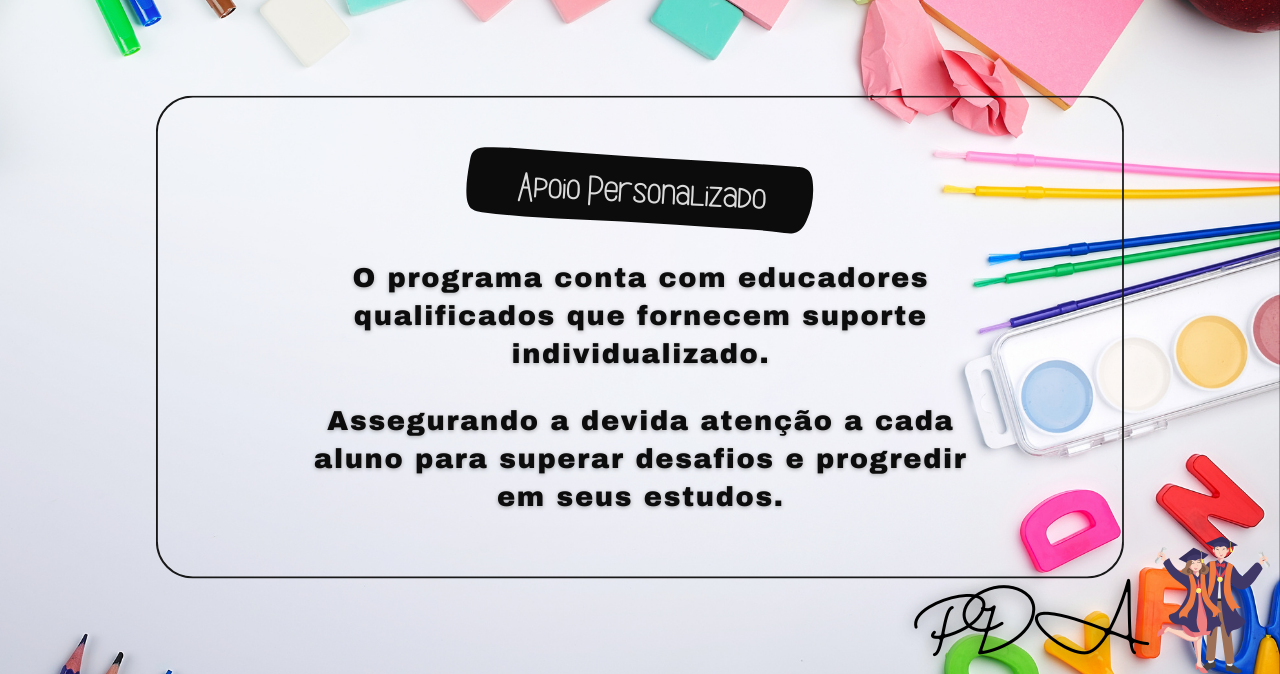 Apoio Personalizado
O programa conta com educadores
qualificados que fornecem suporte
individualizado.
Assegurando a devida atenção a cada
aluno para superar desafios e progredir
em seus estudos.
D
N
PDA
F